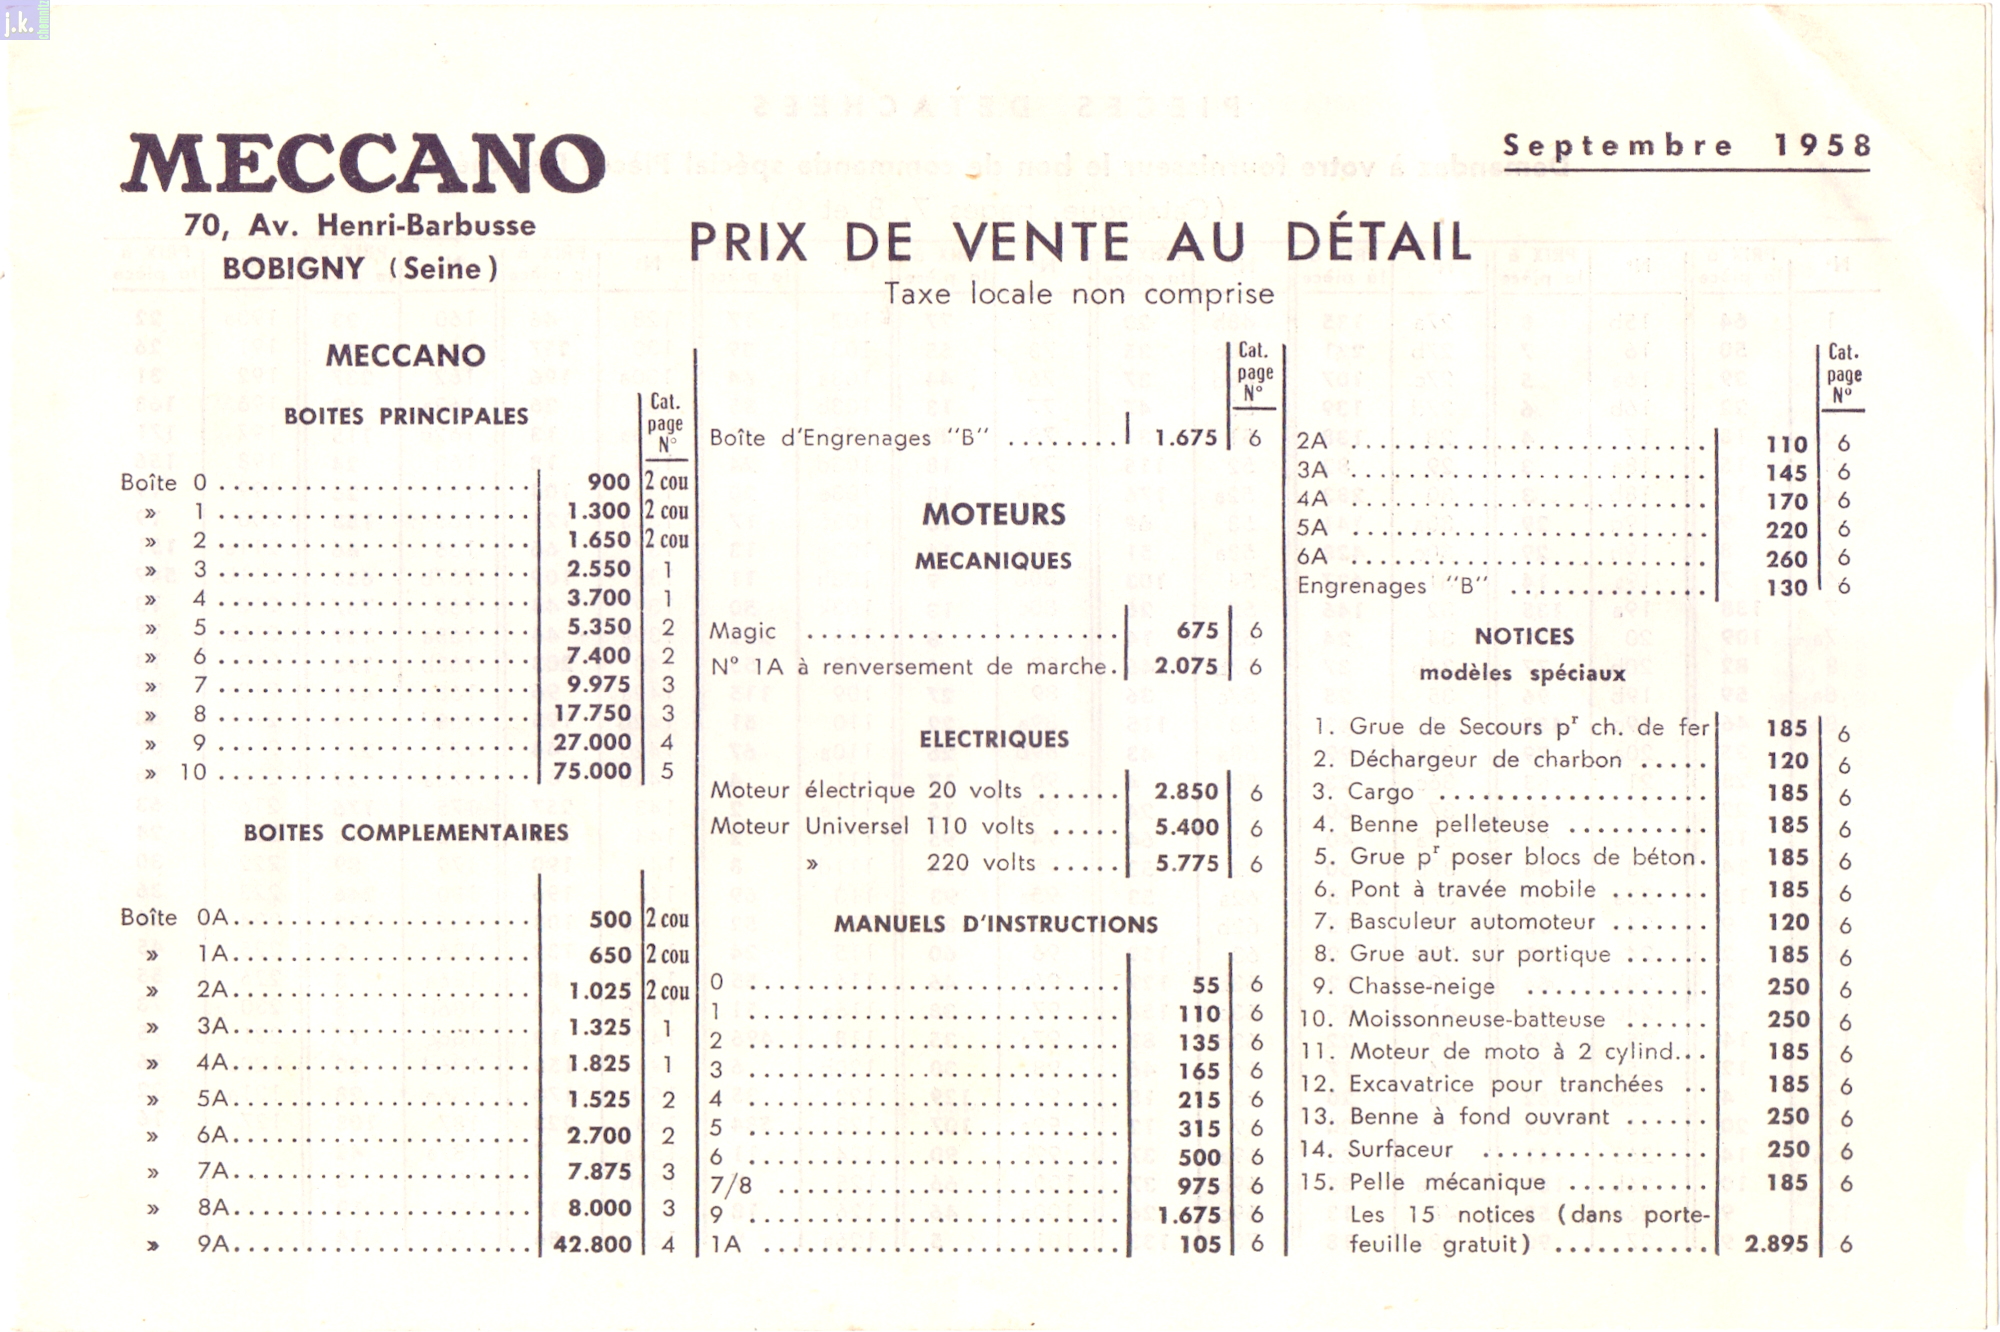 j.k.
chemnitz
MECCANO
70, Av. Henri-Barbusse
BOBIGNY (Seine)
Septembre 1958
PRIX DE VENTE AU DÉTAIL
Taxe locale non comprise
MECCANO
BOITES PRINCIPALES
Cat.
page
N°
Boîte 0 ........................ 900 2 cou
» 1 ........................ 1.300 2 cou
» 2 ........................ 1.650 2 cou
» 3 ........................ 2.550 1
» 4 ........................ 3.700 1
» 5 ........................ 5.350 2
» 6 ........................ 7.400 2
» 7 ........................ 9.975 3
» 8 ........................ 17.750 3
» 9 ........................ 27.000 4
» 10 ........................ 75.000 5
BOITES COMPLEMENTAIRES
Boîte 0A ........................ 500 2 cou
» 1A ........................ 650 2 cou
» 2A ........................ 1.025 2 cou
» 3A ........................ 1.325 1
» 4A ........................ 1.825 1
» 5A ........................ 1.525 2
» 6A ........................ 2.700 2
» 7A ........................ 7.875 3
» 8A ........................ 8.000 3
» 9A ........................ 42.800 4
Cat.
page
N°
Boîte d'Engrenages "B" ........ 1.675 6
MOTEURS
MECANIQUES
Magic ........................ 675 6
N° 1A à renversement de marche. 2.075 6
ELECTRIQUES
Moteur électrique 20 volts ...... 2.850 6
Moteur Universel 110 volts ..... 5.400 6
» 220 volts ..... 5.775 6
MANUELS D'INSTRUCTIONS
0 ........................ 55 6
1 ........................ 110 6
2 ........................ 135 6
3 ........................ 165 6
4 ........................ 215 6
5 ........................ 315 6
6 ........................ 500 6
7/8 ........................ 975 6
9 ........................ 1.675 6
1A ........................ 105 6
Cat.
page
N°
2A ........................ 110 6
3A ........................ 145 6
4A ........................ 170 6
5A ........................ 220 6
6A ........................ 260 6
Engrenages "B" .............. 130 6
NOTICES
modèles spéciaux
1. Grue de Secours pr ch. de fer 185 6
2. Déchargeur de charbon ..... 120 6
3. Cargo .................... 185 6
4. Benne pelleteuse .......... 185 6
5. Grue pr poser blocs de béton. 185 6
6. Pont à travée mobile ....... 185 6
7. Basculeur automoteur ....... 120 6
8. Grue aut. sur portique ...... 185 6
9. Chasse-neige .............. 250 6
10. Moissonneuse-batteuse ...... 250 6
11. Moteur de moto à 2 cylind... 185 6
12. Excavatrice pour tranchées .. 185 6
13. Benne à fond ouvrant ...... 250 6
14. Surfaceur ................. 250 6
15. Pelle mécanique ........... 185 6
Les 15 notices (dans porte-
feuille gratuit) ............ 2.895 6